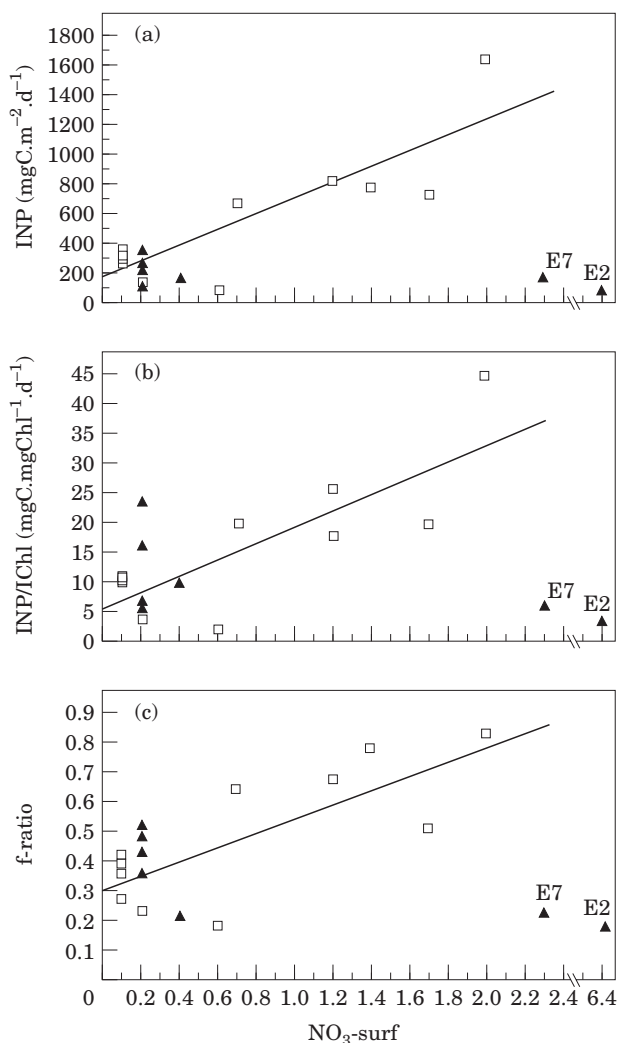 (a)
1800
1600
1400
1200
1000
800
600
400
200
0
INP (mgC.m⁻².d⁻¹)
E7
E2
(b)
45
40
35
30
25
20
15
10
5
0
INP/IChl (mgC.mgChl⁻¹.d⁻¹)
E7
E2
(c)
0.9
0.8
0.7
0.6
0.5
0.4
0.3
0.2
0.1
f-ratio
E7
E2
0 0.2 0.4 0.6 0.8 1.0 1.2 1.4 1.6 1.8 2.0 2.2 2.4 6.4
NO₃-surf